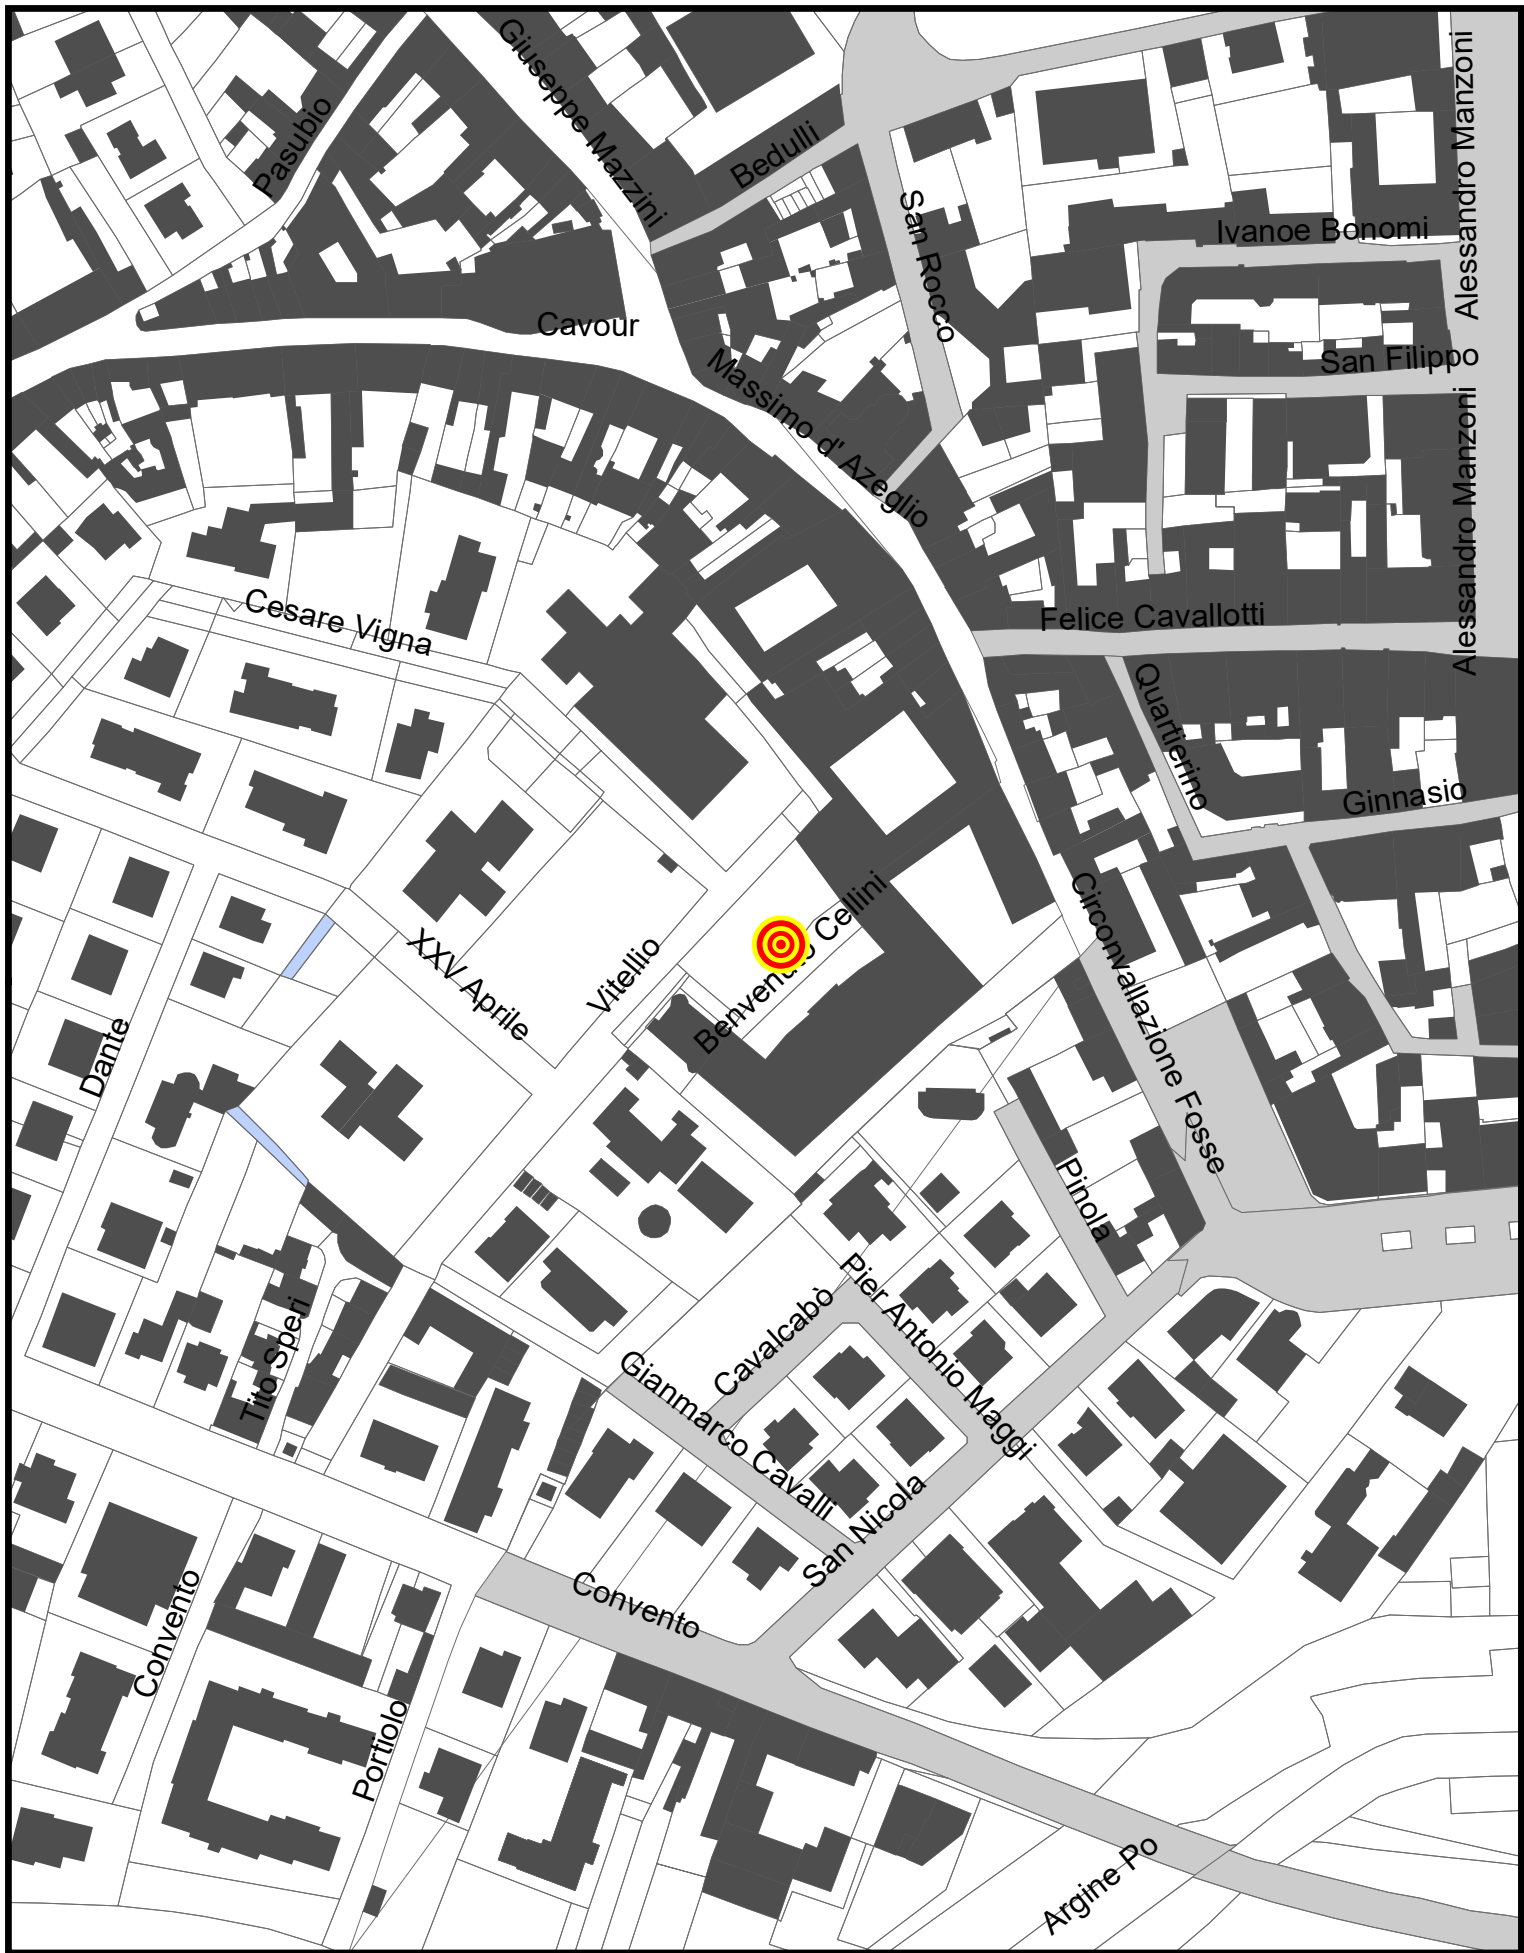 Giuseppe Mazzini
Alessandro Manzoni
Pasubio
Bedulli
San Rocco
Ivanoe Bonomi
Cavour
San Filippo
Massimo d' Azeglio
Alessandro Manzoni
Cesare Vigna
Felice Cavallotti
Quartierino
Ginnasio
Benvenuto Cellini
Circonvallazione Fosse
XXV Aprile
Vitellio
Dante
Pinola
Pier Antonio Maggi
Cavalcabò
Tito Speri
Gianmarco Cavalli
San Nicola
Convento
Convento
Portiolo
Argine Po